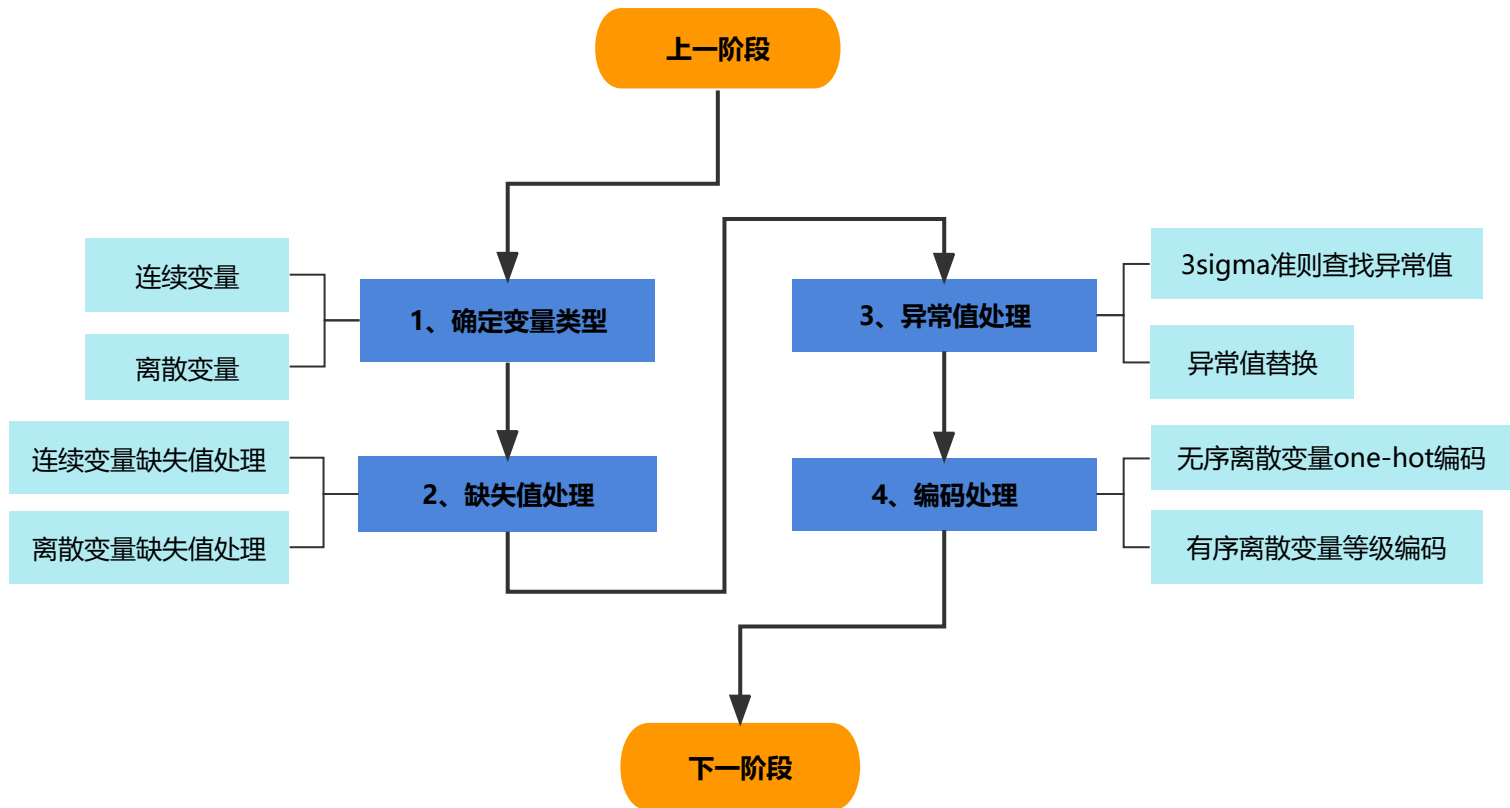 上一阶段
连续变量
1、确定变量类型
离散变量
连续变量缺失值处理
2、缺失值处理
离散变量缺失值处理
3sigma准则查找异常值
3、异常值处理
异常值替换
无序离散变量one-hot编码
4、编码处理
有序离散变量等级编码
下一阶段